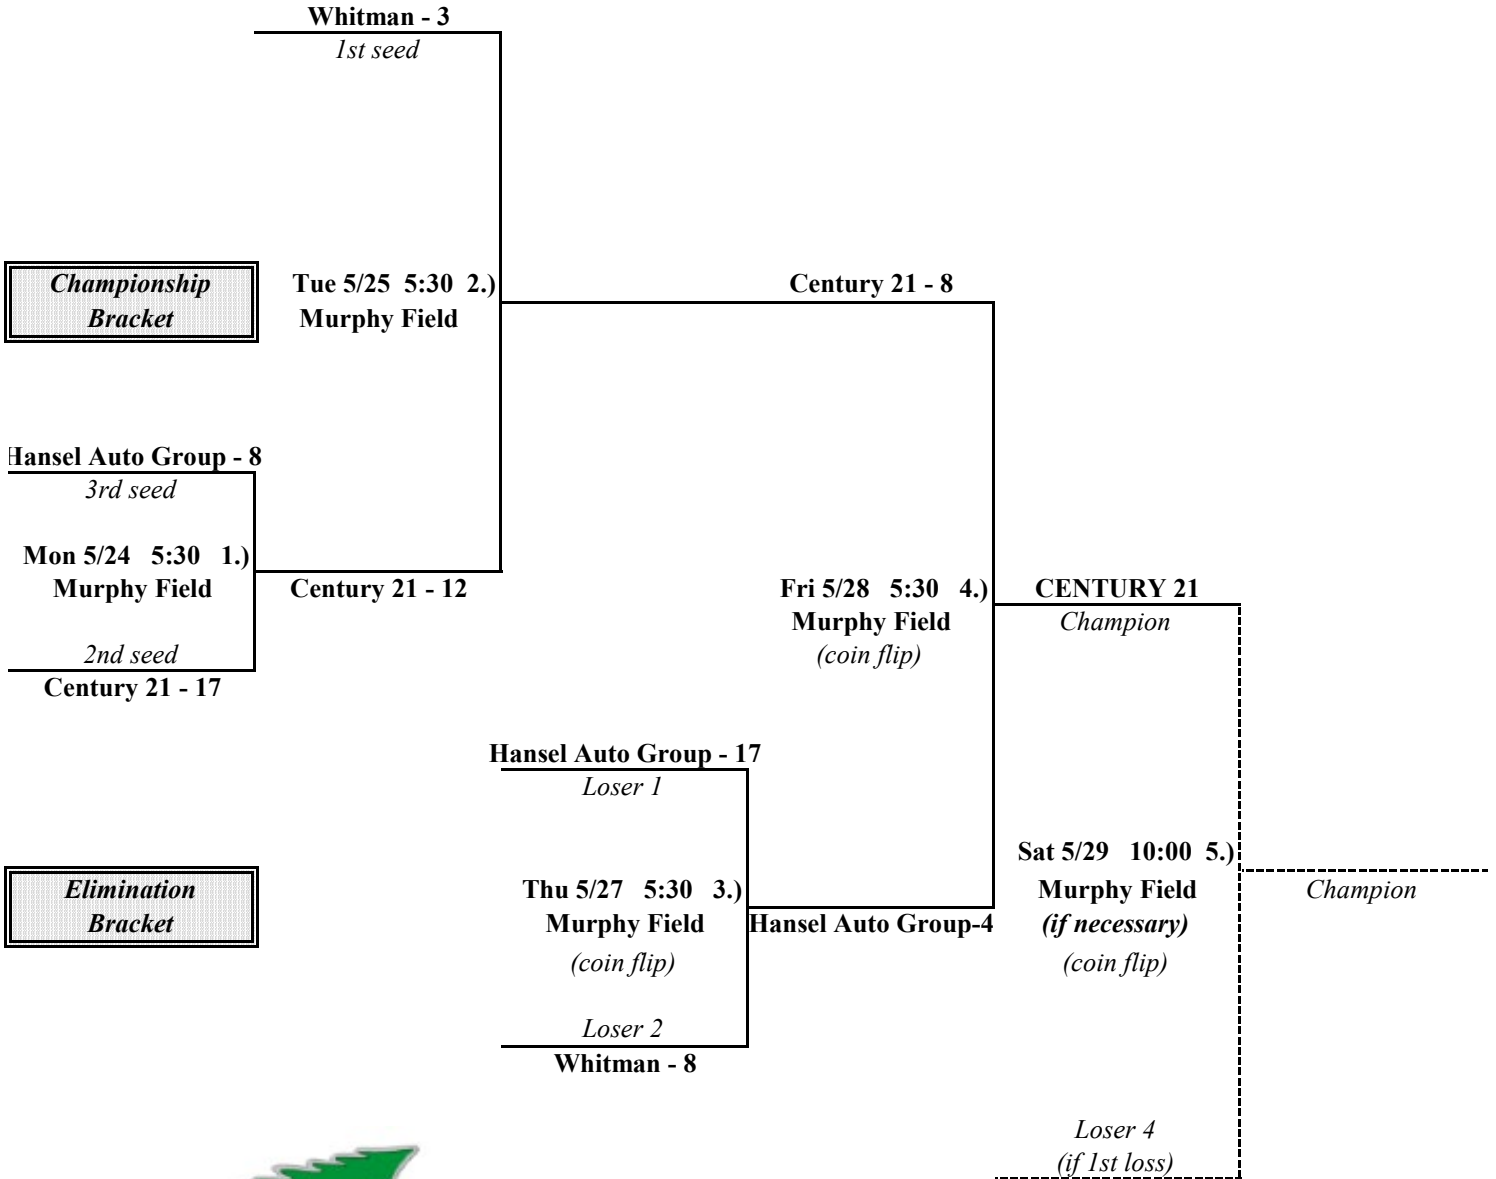 Whitman - 3
1st seed
Championship
Bracket
Tue 5/25 5:30 2.)
Murphy Field
Century 21 - 8
Hansel Auto Group - 8
3rd seed
Mon 5/24 5:30 1.)
Murphy Field
2nd seed
Century 21 - 17
Century 21 - 12
Fri 5/28 5:30 4.)
Murphy Field
(coin flip)
CENTURY 21
Champion
Hansel Auto Group - 17
Loser 1
Elimination
Bracket
Thu 5/27 5:30 3.)
Murphy Field
(coin flip)
Loser 2
Whitman - 8
Hansel Auto Group-4
Sat 5/29 10:00 5.)
Murphy Field
(if necessary)
(coin flip)
Champion
Loser 4
(if 1st loss)